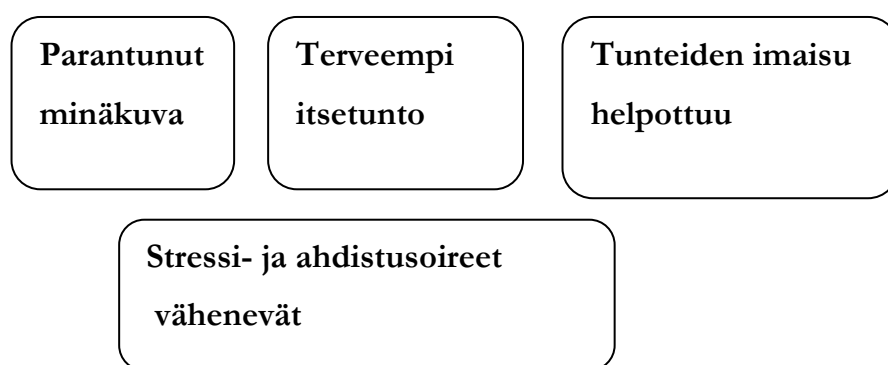 Parantunut
minäkuva
Terveempi
itsetunto
Tunteiden imaisu
helpottuu
Stressi- ja ahdistusoireet
vähenevät